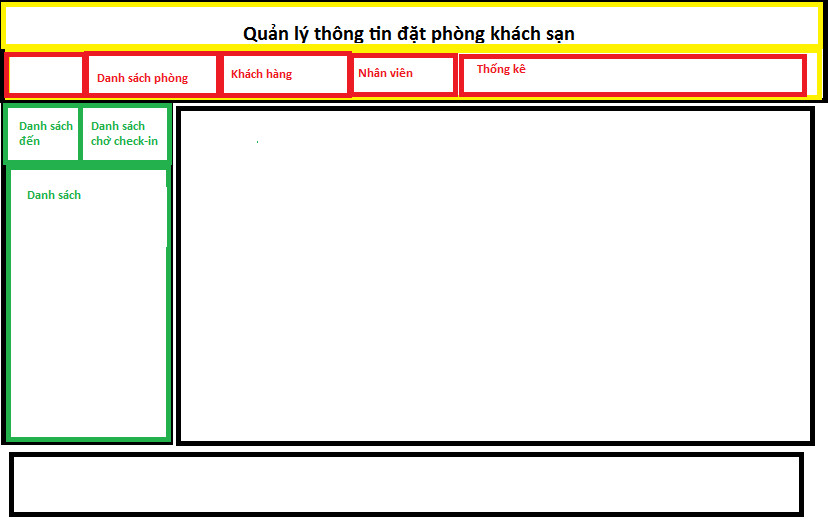 Quản lý thông tin đặt phòng khách sạn
Danh sách phòng
Khách hàng
Nhân viên
Thống kê
Danh sách
đến
Danh sách
chở check-in
Danh sách